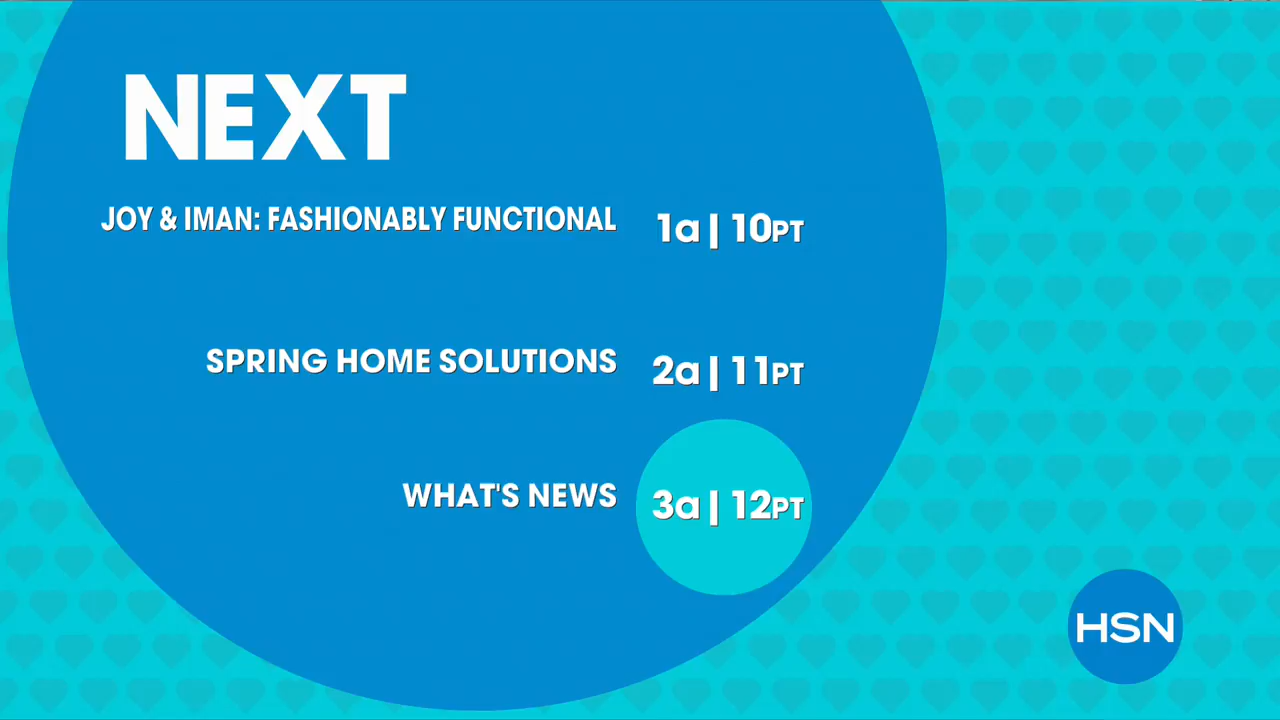 NEXT
JOY & IMAN: FASHIONABLY FUNCTIONAL 1a | 10PT
SPRING HOME SOLUTIONS 2a | 11PT
WHAT'S NEWS 3a | 12PT
HSN